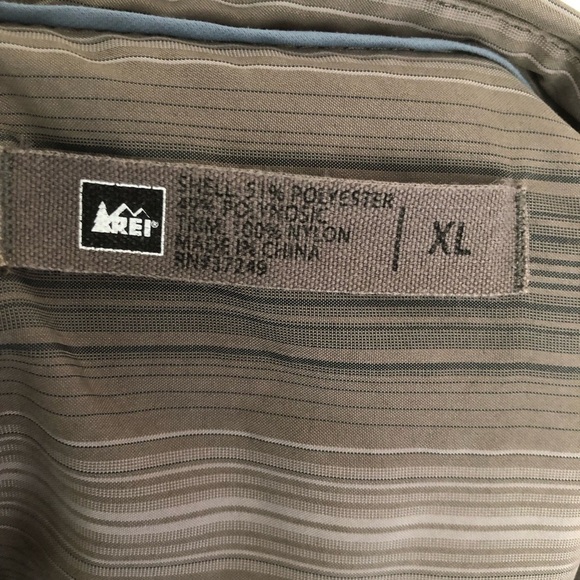 REI®
SHELL 51% POLYESTER
49% POLYNOSIC
TRIM 100% NYLON
MADE IN CHINA
RN#37249
XL